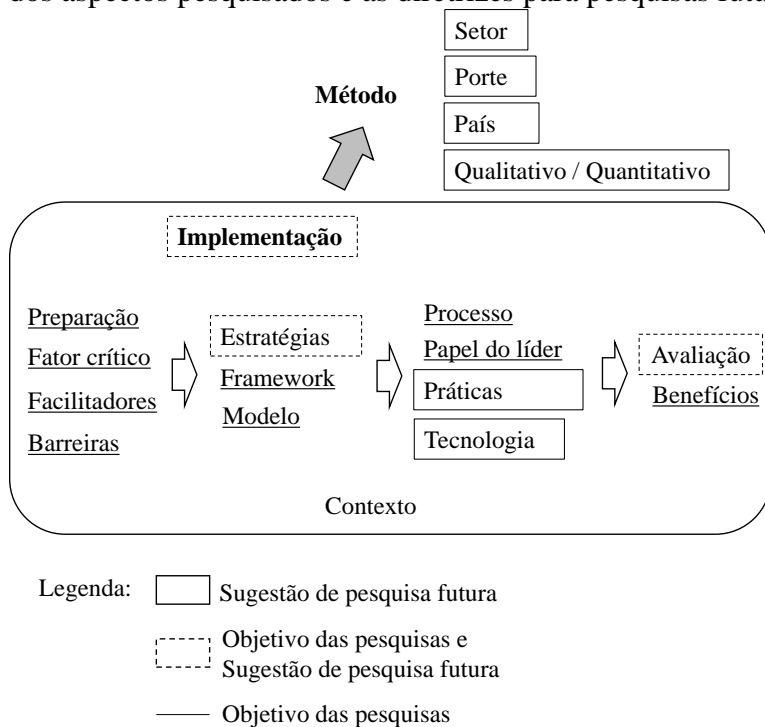 dos aspectos pesquisados e as diretrizes para pesquisas
Setor
Porte
País
Qualitativo / Quantitativo
Método
Implementação
Preparação
Fator crítico
Facilitadores
Barreiras
Estratégias
Framework
Modelo
Processo
Papel do líder
Práticas
Tecnologia
Avaliação
Benefícios
Contexto
Legenda:
Sugestão de pesquisa futura
Objetivo das pesquisas e
Sugestão de pesquisa futura
Objetivo das pesquisas